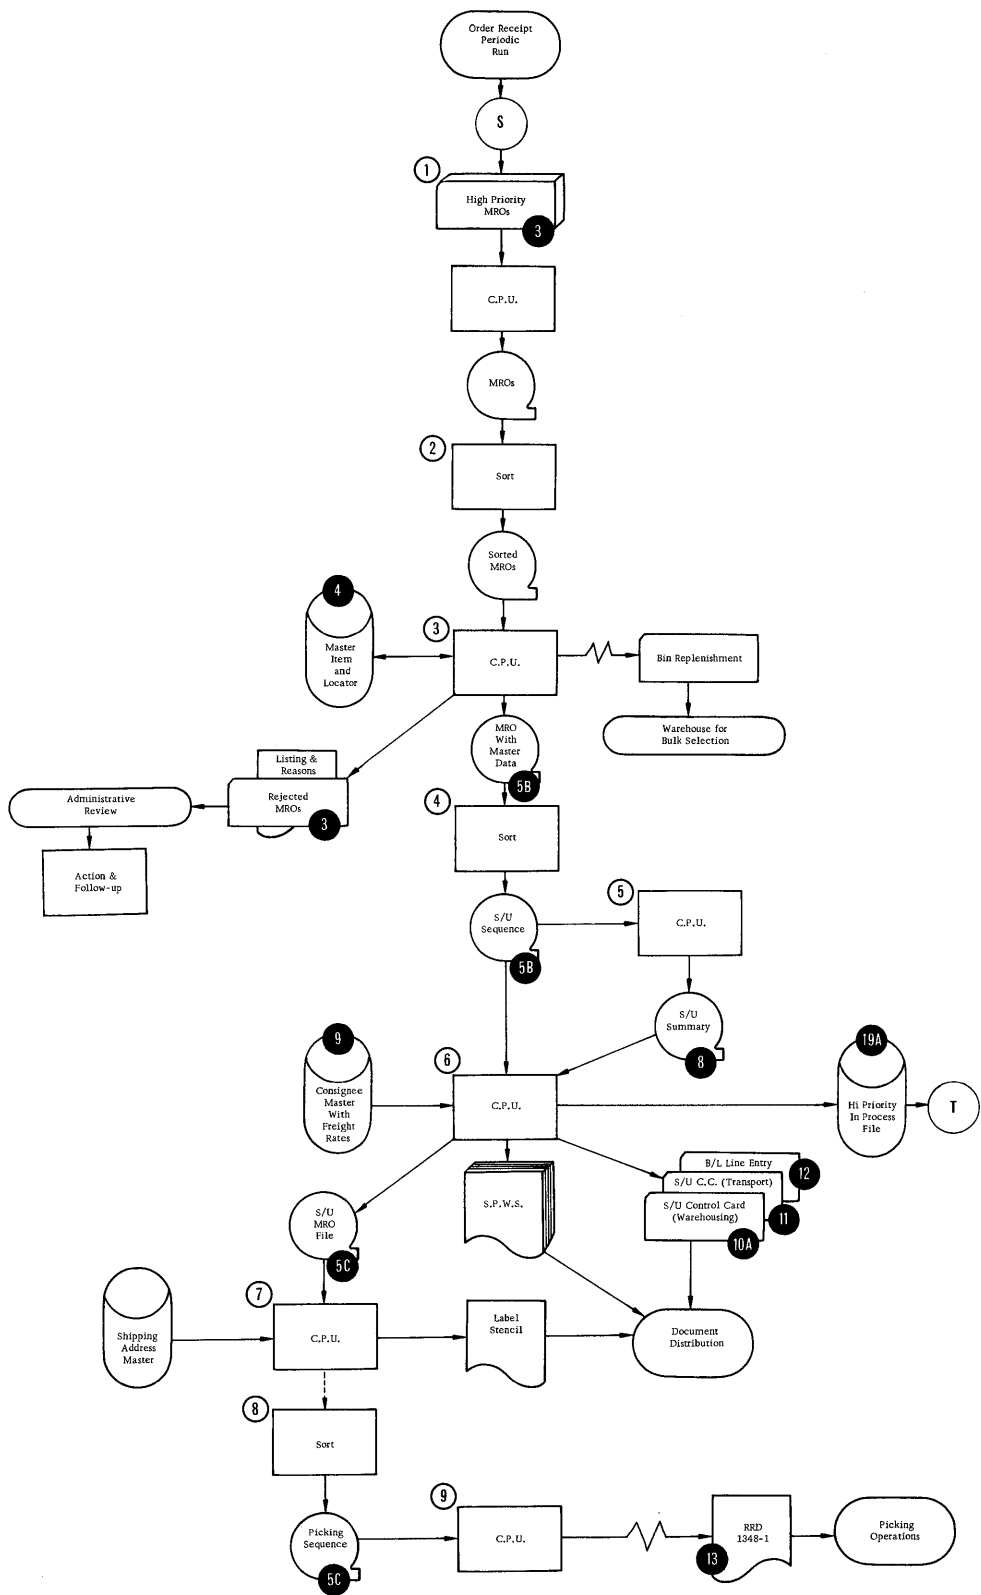 Order Receipt
Periodic
Run
S
1
High Priority
MROs
3
C.P.U.
MROs
2
Sort
Sorted
MROs
4
Master
Item
and
Locator
3
C.P.U.
Bin Replenishment
Warehouse for
Bulk Selection
MRO
With
Master
Data
5B
Listing &
Reasons
Rejected
MROs
3
Administrative
Review
Action &
Follow-up
4
Sort
S/U
Sequence
5B
5
C.P.U.
S/U
Summary
8
9
Consignee
Master
With
Freight
Rates
6
C.P.U.
19A
Hi Priority
In Process
File
T
B/L Line Entry
12
S/U C.C. (Transport)
11
S/U Control Card
(Warehousing)
10A
S.P.W.S.
S/U
MRO
File
5C
Shipping
Address
Master
7
C.P.U.
Label
Stencil
Document
Distribution
8
Sort
Picking
Sequence
5C
9
C.P.U.
RRD
1348-1
13
Picking
Operations